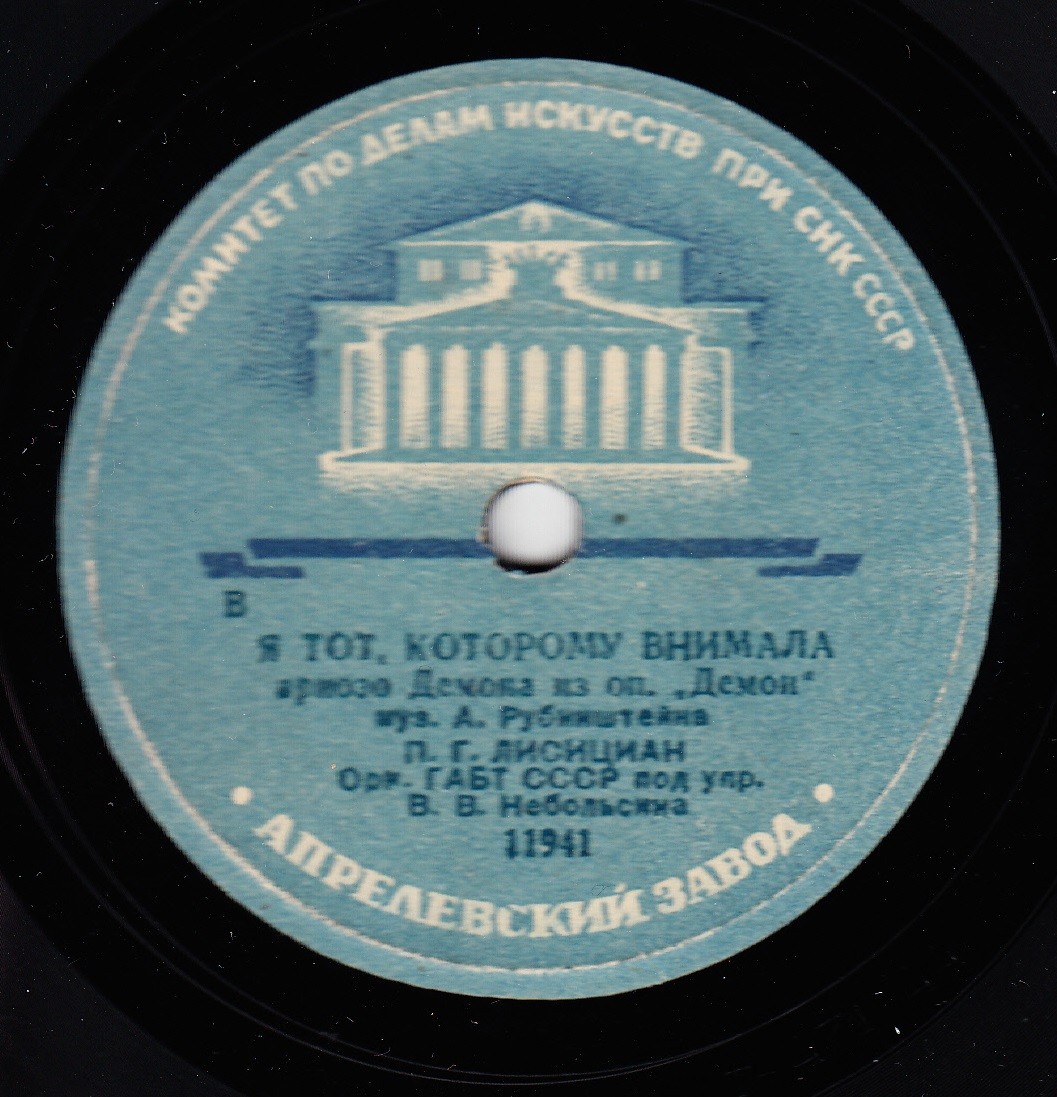 КОМИТЕТ ПО ДЕЛАМ ИСКУССТВ ПРИ СНК СССР
В
Я ТОТ, КОТОРОМУ ВНИМАЛА
ариозо Демона из оп. „Демон“
муз. А. Рубинштейна
П. Г. ЛИСИЦИАН
Орк. ГАБТ СССР под упр.
В. В. Небольсина
11941
АПРЕЛЕВСКИЙ ЗАВОД